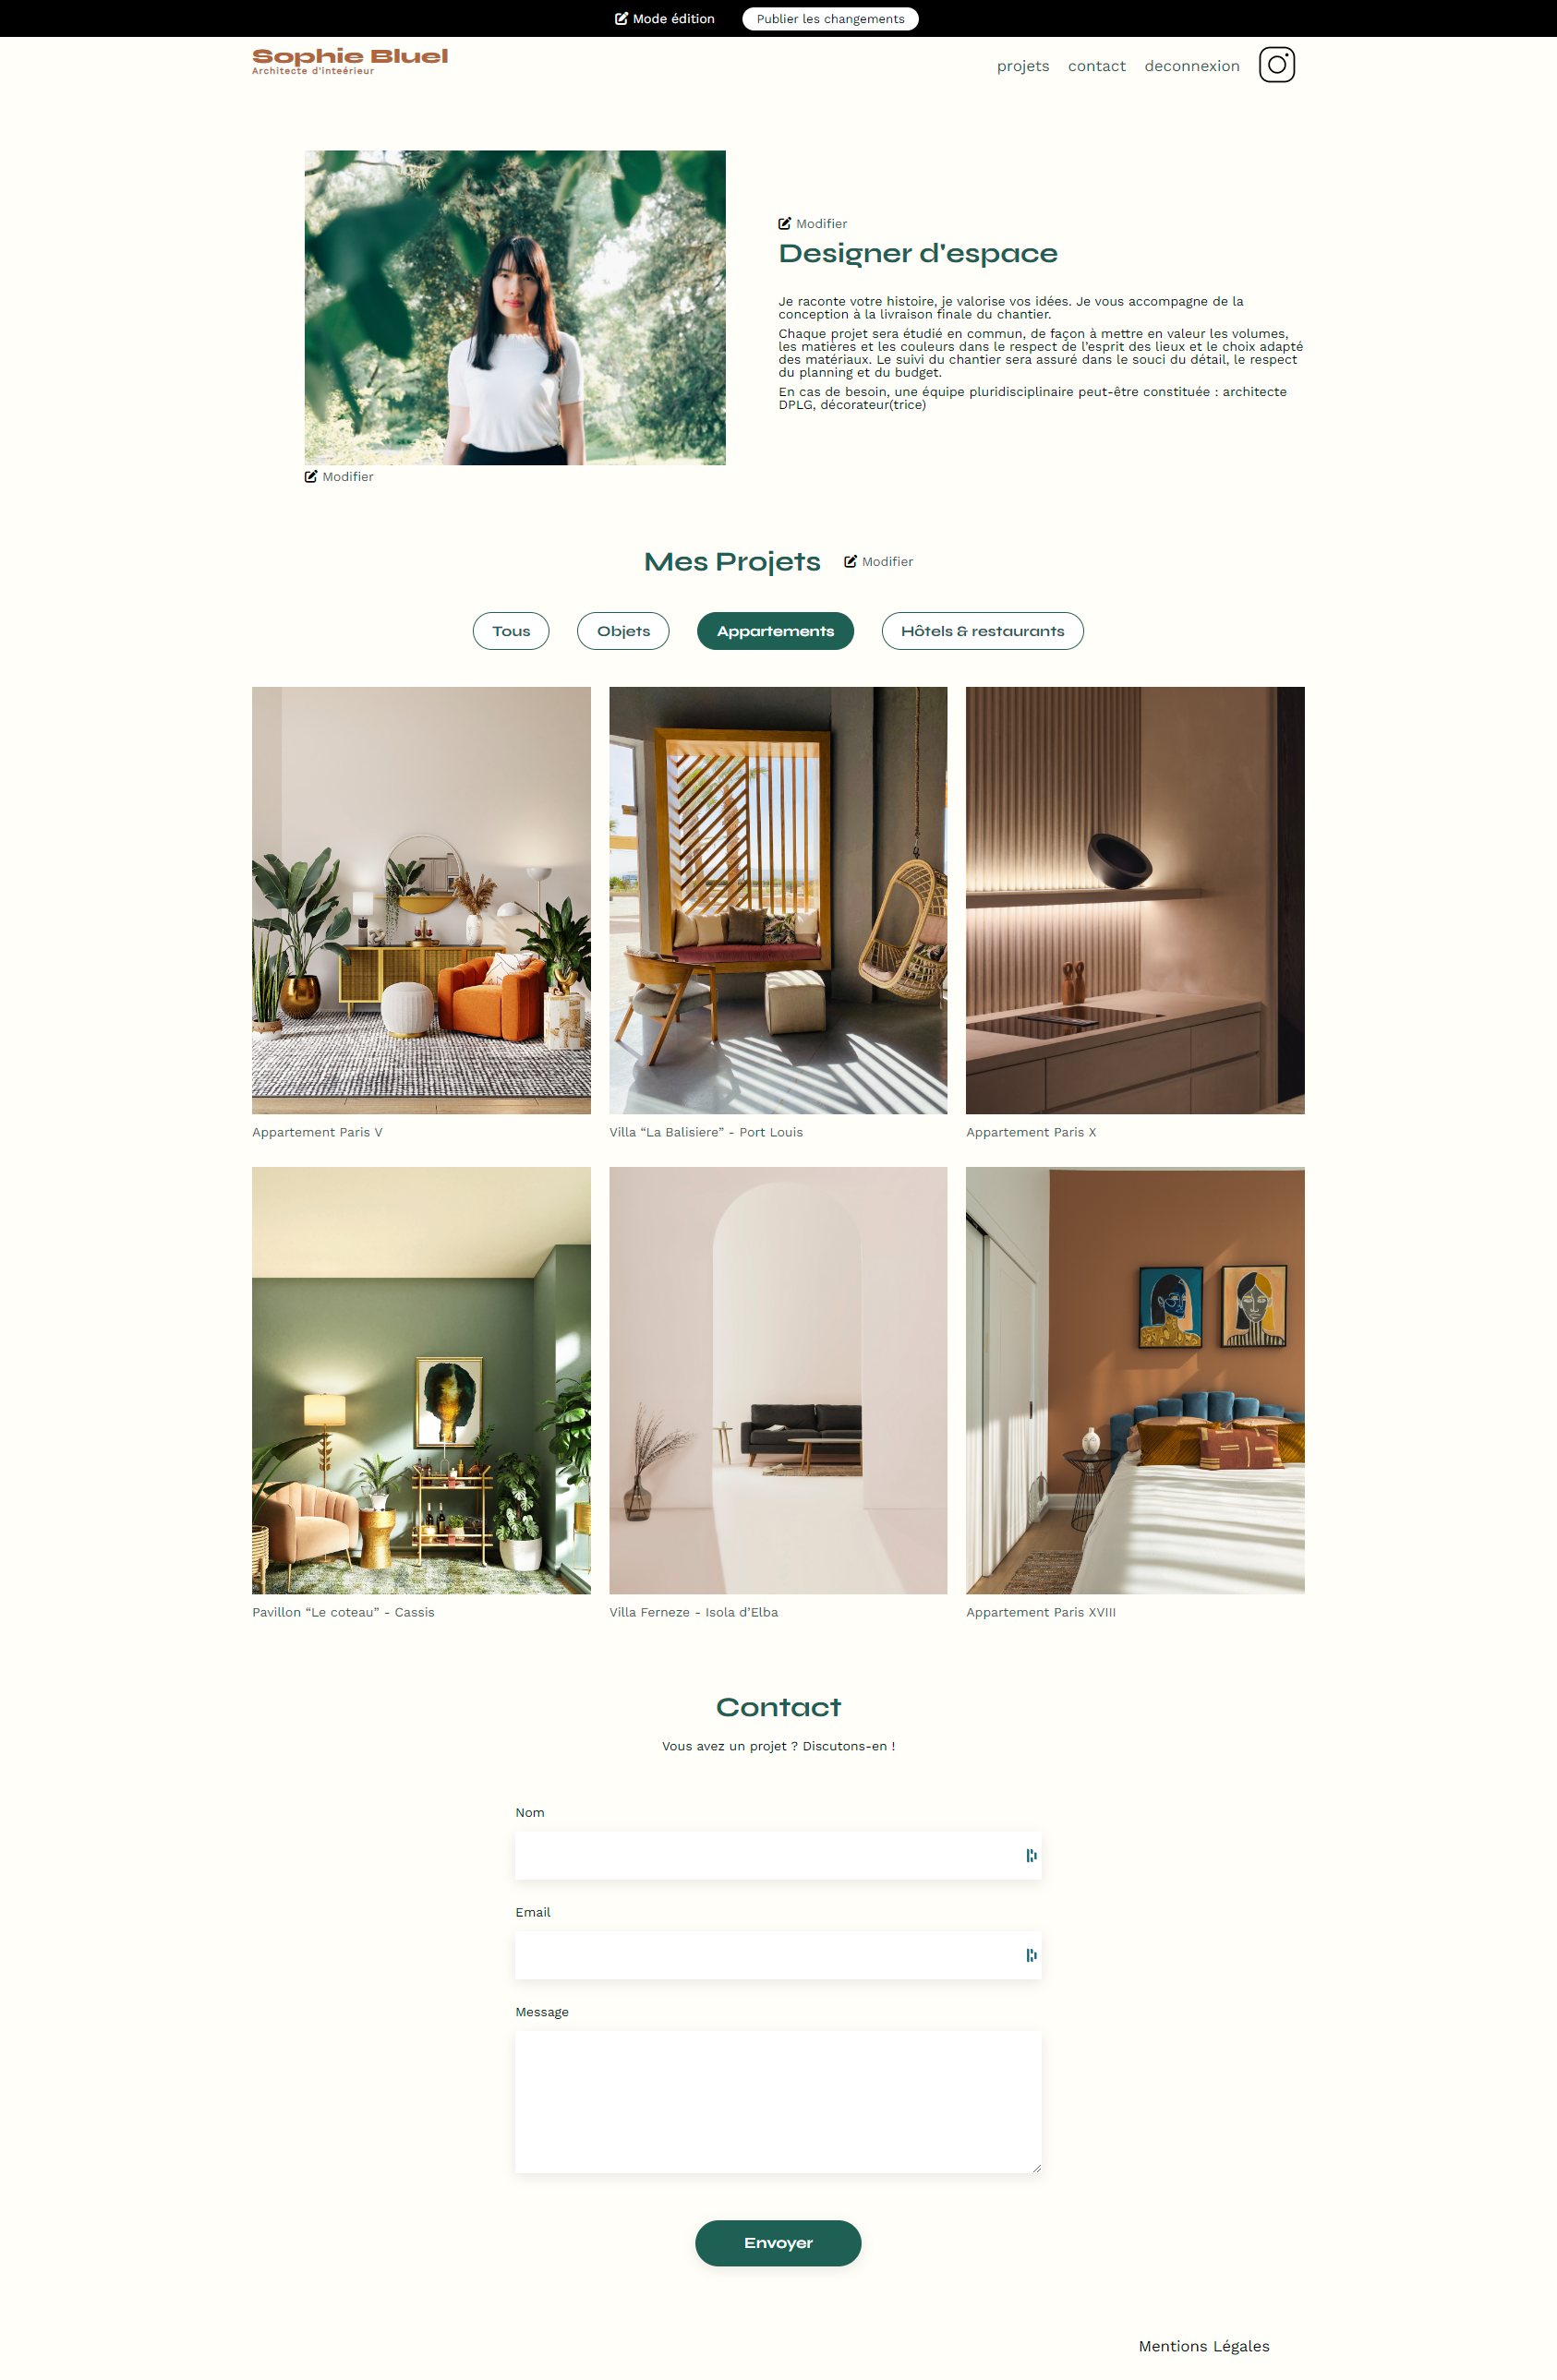 Mode édition
Publier les changements
Sophie Bluel
Architecte d'inteérieur
projets
contact
deconnexion
Modifier
Designer d'espace
Je raconte votre histoire, je valorise vos idées. Je vous accompagne de la
conception à la livraison finale du chantier.
Chaque projet sera étudié en commun, de façon à mettre en valeur les volumes,
les matières et les couleurs dans le respect de l'esprit des lieux et le choix adapté
des matériaux. Le suivi du chantier sera assuré dans le souci du détail, le respect
du planning et du budget.
En cas de besoin, une équipe pluridisciplinaire peut-être constituée : architecte
DPLG, décorateur(trice)
Modifier
Mes Projets
Modifier
Tous
Objets
Appartements
Hôtels & restaurants
Appartement Paris V
Villa “La Balisiere” - Port Louis
Appartement Paris X
Pavillon “Le coteau” - Cassis
Villa Ferneze - Isola d’Elba
Appartement Paris XVIII
Contact
Vous avez un projet ? Discutons-en !
Nom
Email
Message
Envoyer
Mentions Légales